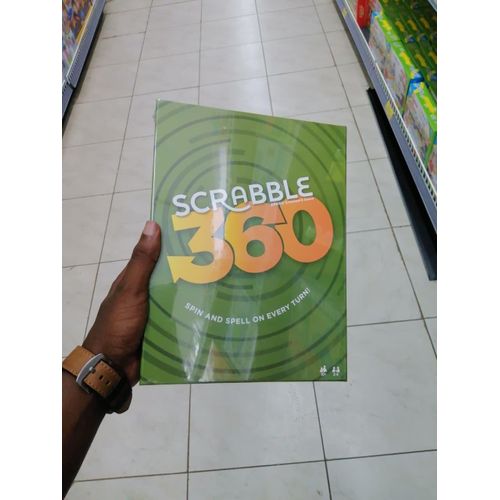 SCRABBLE
360
SPIN AND SPELL ON EVERY TURN!